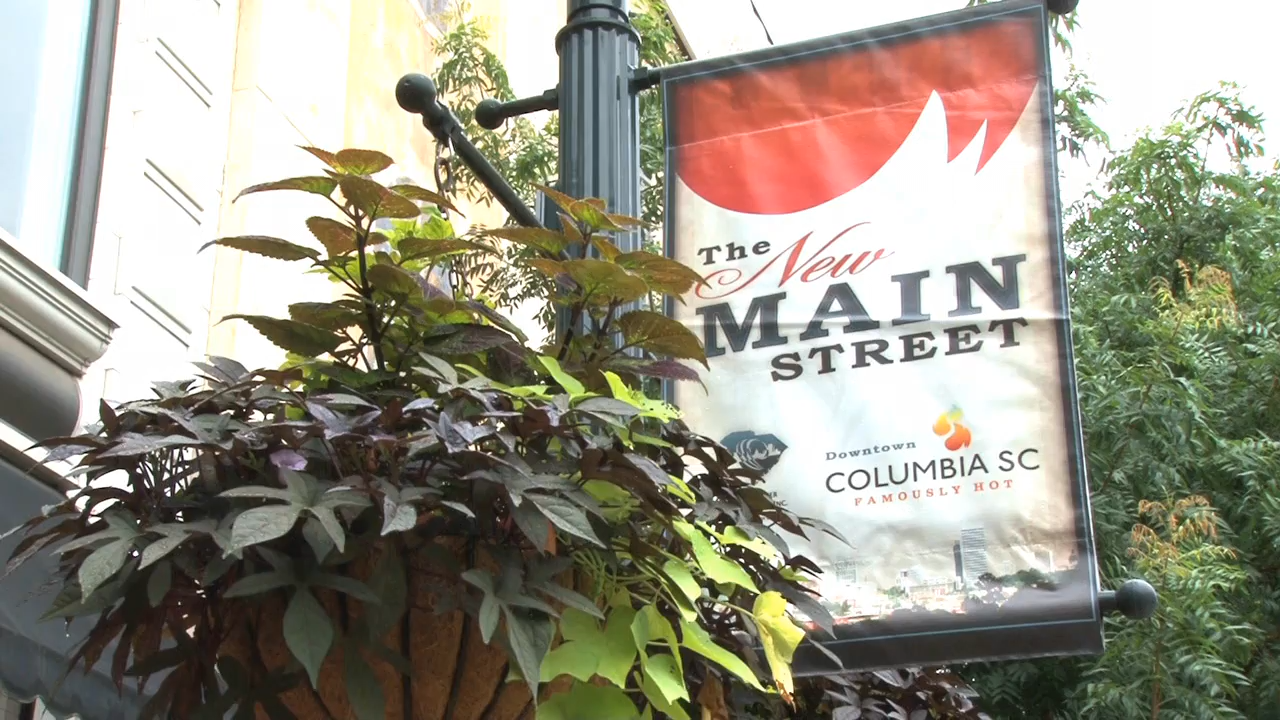 The New
MAIN
STREET
Downtown
COLUMBIA SC
FAMOUSLY HOT